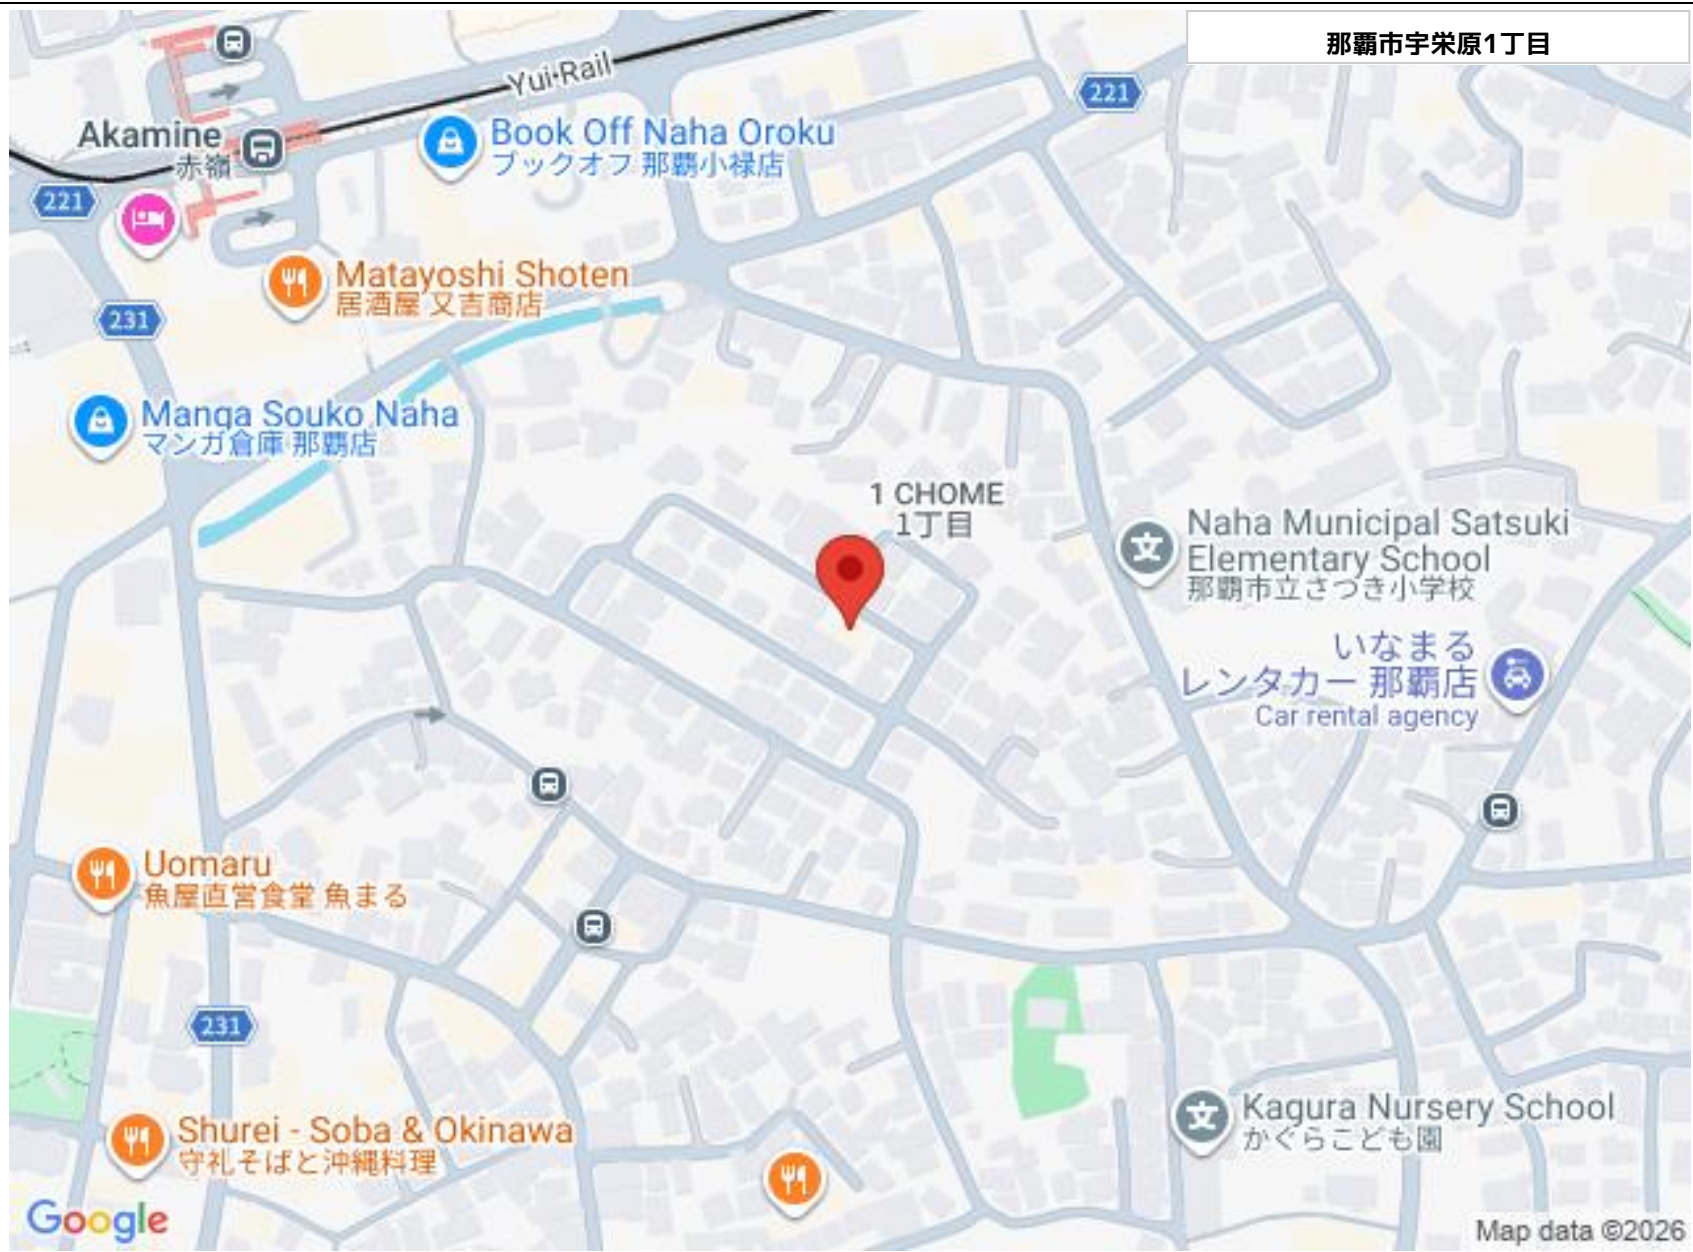 那覇市宇栄原1丁目
Yui-Rail
221
Akamine
赤嶺
Book Off Naha Oroku
ブックオフ 那覇小禄店
221
Matayoshi Shoten
居酒屋 又吉商店
231
Manga Souko Naha
マンガ倉庫 那覇店
1 CHOME
1丁目
Naha Municipal Satsuki
Elementary School
那覇市立さつき小学校
いなまる
レンタカー 那覇店
Car rental agency
Uomaru
魚屋直営食堂 魚まる
231
Shurei - Soba & Okinawa
守礼そばと沖縄料理
Kagura Nursery School
かぐらこども園
Google
Map data ©2026